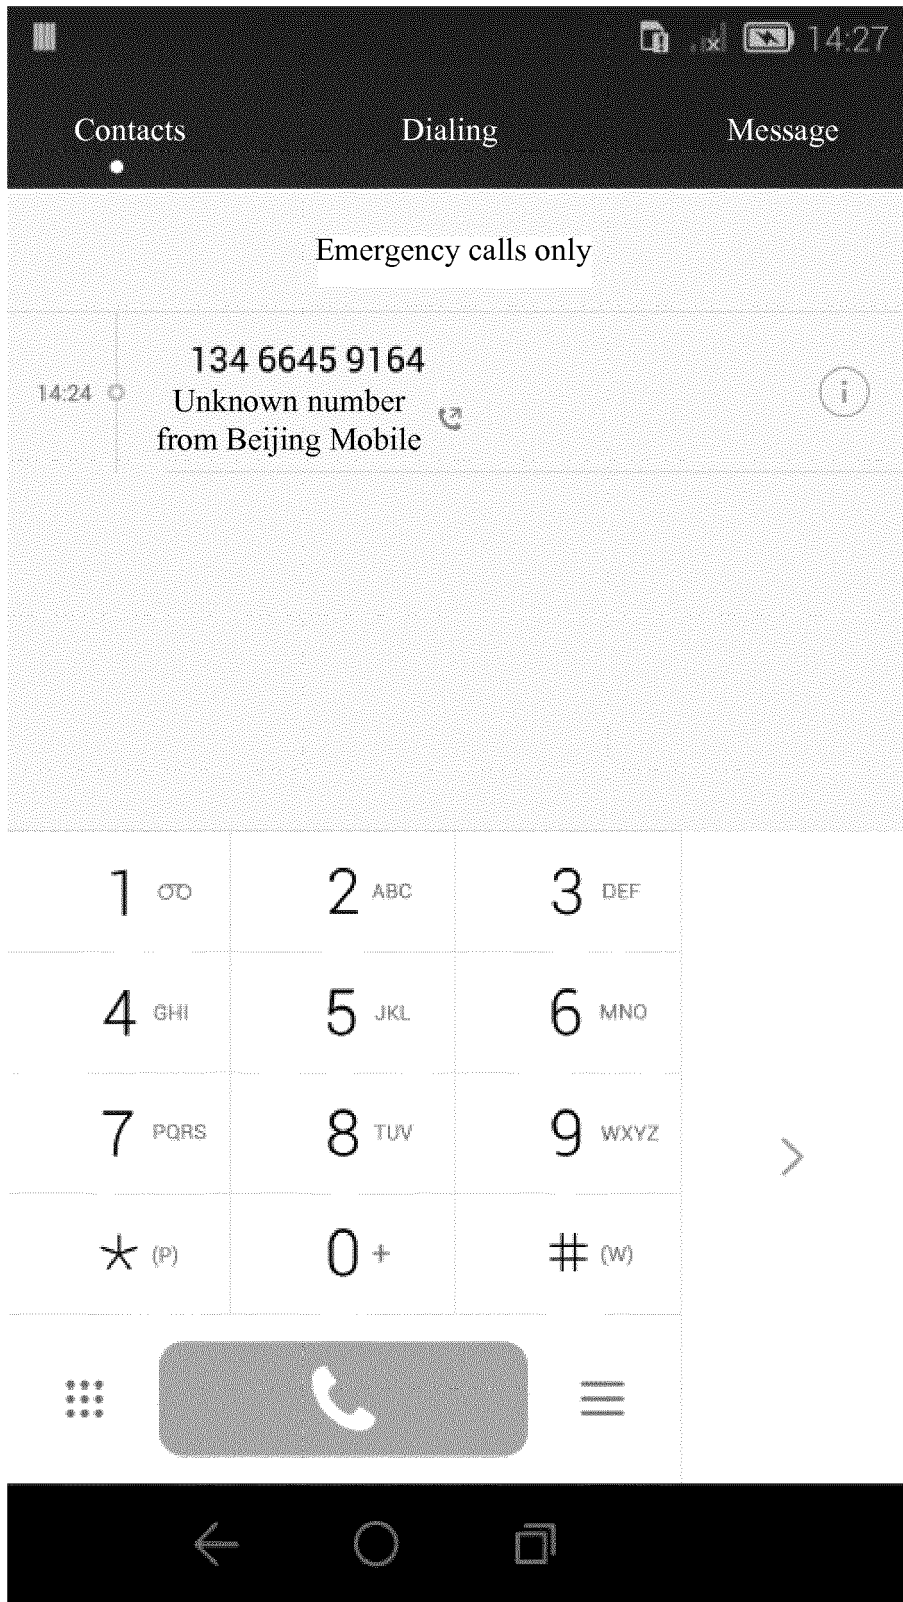 14:27
Contacts Dialing Message
Emergency calls only
134 6645 9164
14:24
Unknown number
from Beijing Mobile
1 2 ABC 3 DEF
4 GHI 5 JKL 6 MNO
7 PQRS 8 TUV 9 WXYZ
* (P) 0 + # (W)